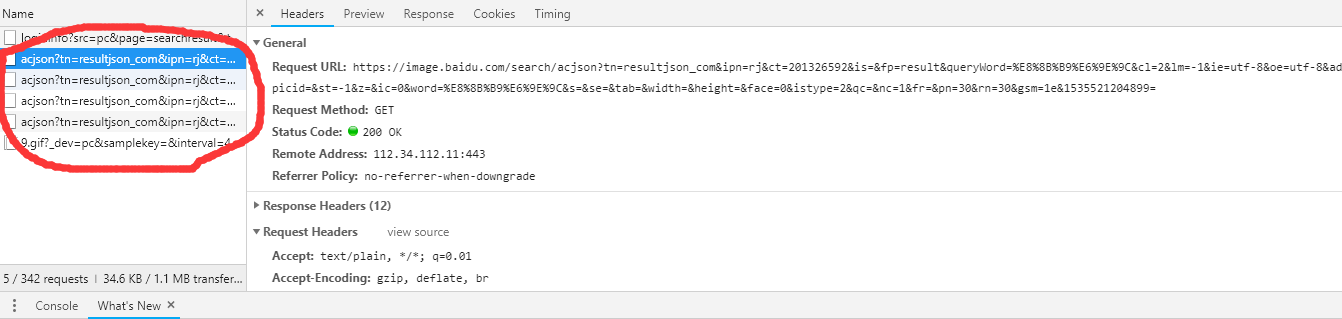 Name
× Headers Preview Response Cookies Timing
loginInfo?src=pc&page=searchresult&t...
acjson?tn=resultjson_com&ipn=rj&ct=...
acjson?tn=resultjson_com&ipn=rj&ct=...
acjson?tn=resultjson_com&ipn=rj&ct=...
acjson?tn=resultjson_com&ipn=rj&ct=...
9.gif?_dev=pc&samplekey=&interval=4
5 / 342 requests | 34.6 KB / 1.1 MB transfer...
General
Request URL: https://image.baidu.com/search/acjson?tn=resultjson_com&ipn=rj&ct=201326592&is=&fp=result&queryWord=%E8%8B%B9%E6%9E%9C&cl=2&lm=-1&ie=utf-8&oe=utf-8&ad
picid=&st=-1&z=&ic=0&word=%E8%8B%B9%E6%9E%9C&s=&se=&tab=&width=&height=&face=0&istype=2&qc=&nc=1&fr=&pn=30&rn=30&gsm=1e&1535521204899=
Request Method: GET
Status Code: 200 OK
Remote Address: 112.34.112.11:443
Referrer Policy: no-referrer-when-downgrade
Response Headers (12)
Request Headers view source
Accept: text/plain, */*; q=0.01
Accept-Encoding: gzip, deflate, br
Console What's New ×